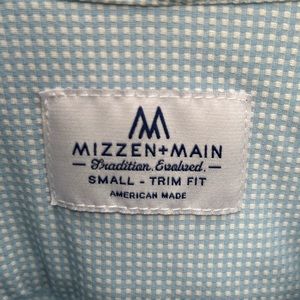 MIZZEN+MAIN
Tradition. Evolved.
SMALL - TRIM FIT
AMERICAN MADE